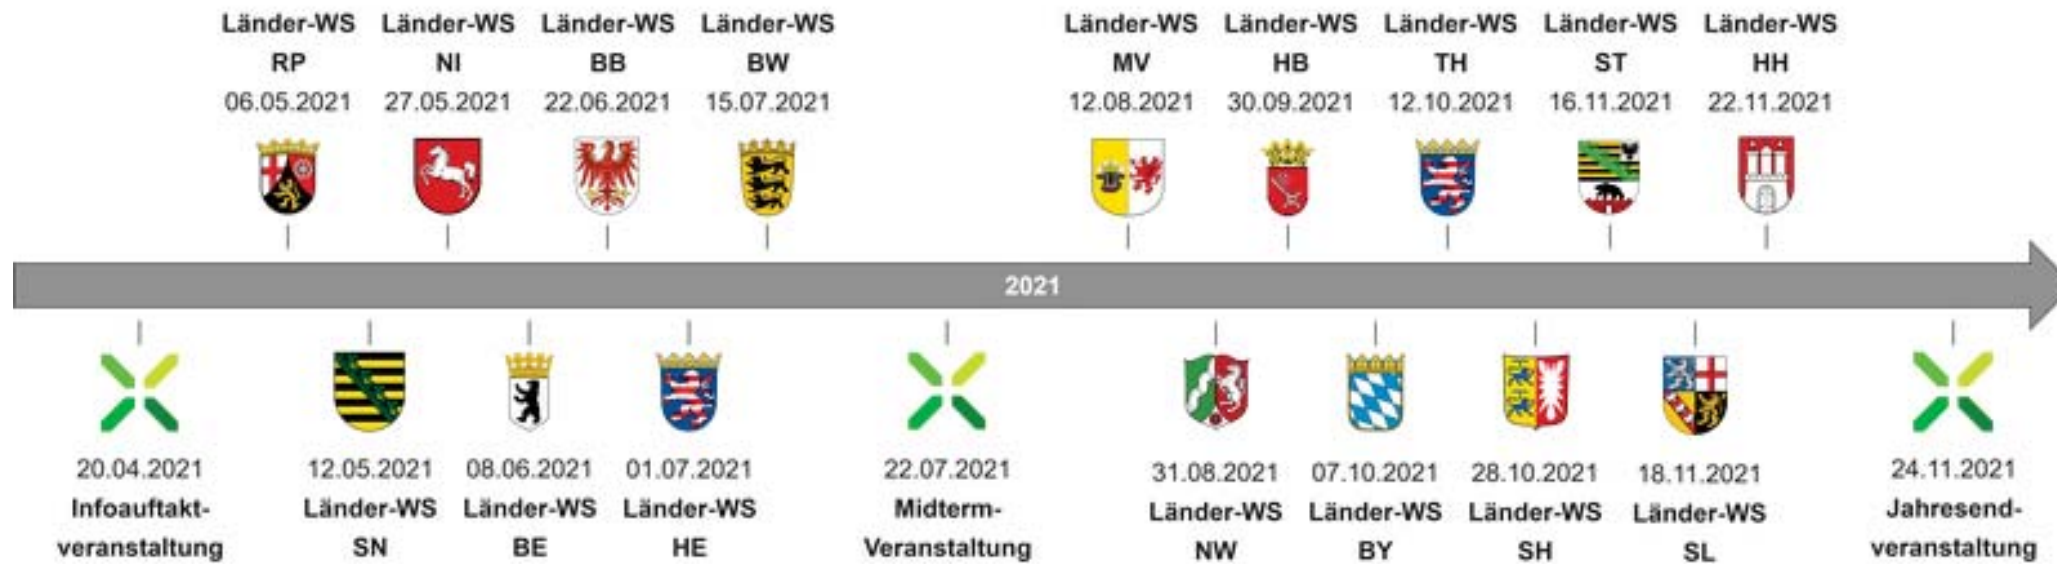 Länder-WS
RP
06.05.2021
Länder-WS
NI
27.05.2021
Länder-WS
BB
22.06.2021
Länder-WS
BW
15.07.2021
Länder-WS
MV
12.08.2021
Länder-WS
HB
30.09.2021
Länder-WS
TH
12.10.2021
Länder-WS
ST
16.11.2021
Länder-WS
HH
22.11.2021
2021
20.04.2021
Infoauftakt-
veranstaltung
12.05.2021
Länder-WS
SN
08.06.2021
Länder-WS
BE
01.07.2021
Länder-WS
HE
22.07.2021
Midterm-
Veranstaltung
31.08.2021
Länder-WS
NW
07.10.2021
Länder-WS
BY
28.10.2021
Länder-WS
SH
18.11.2021
Länder-WS
SL
24.11.2021
Jahresend-
veranstaltung